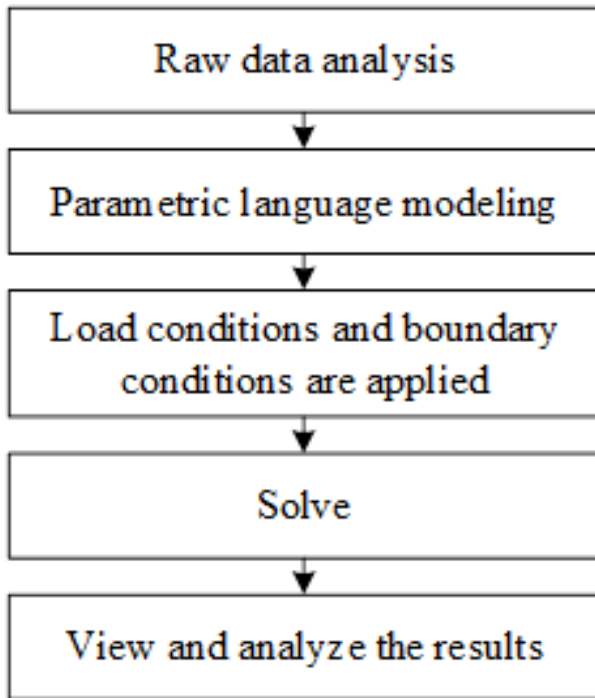 Raw data analysis
Parametric language modeling
Load conditions and boundary
conditions are applied
Solve
View and analyze the results